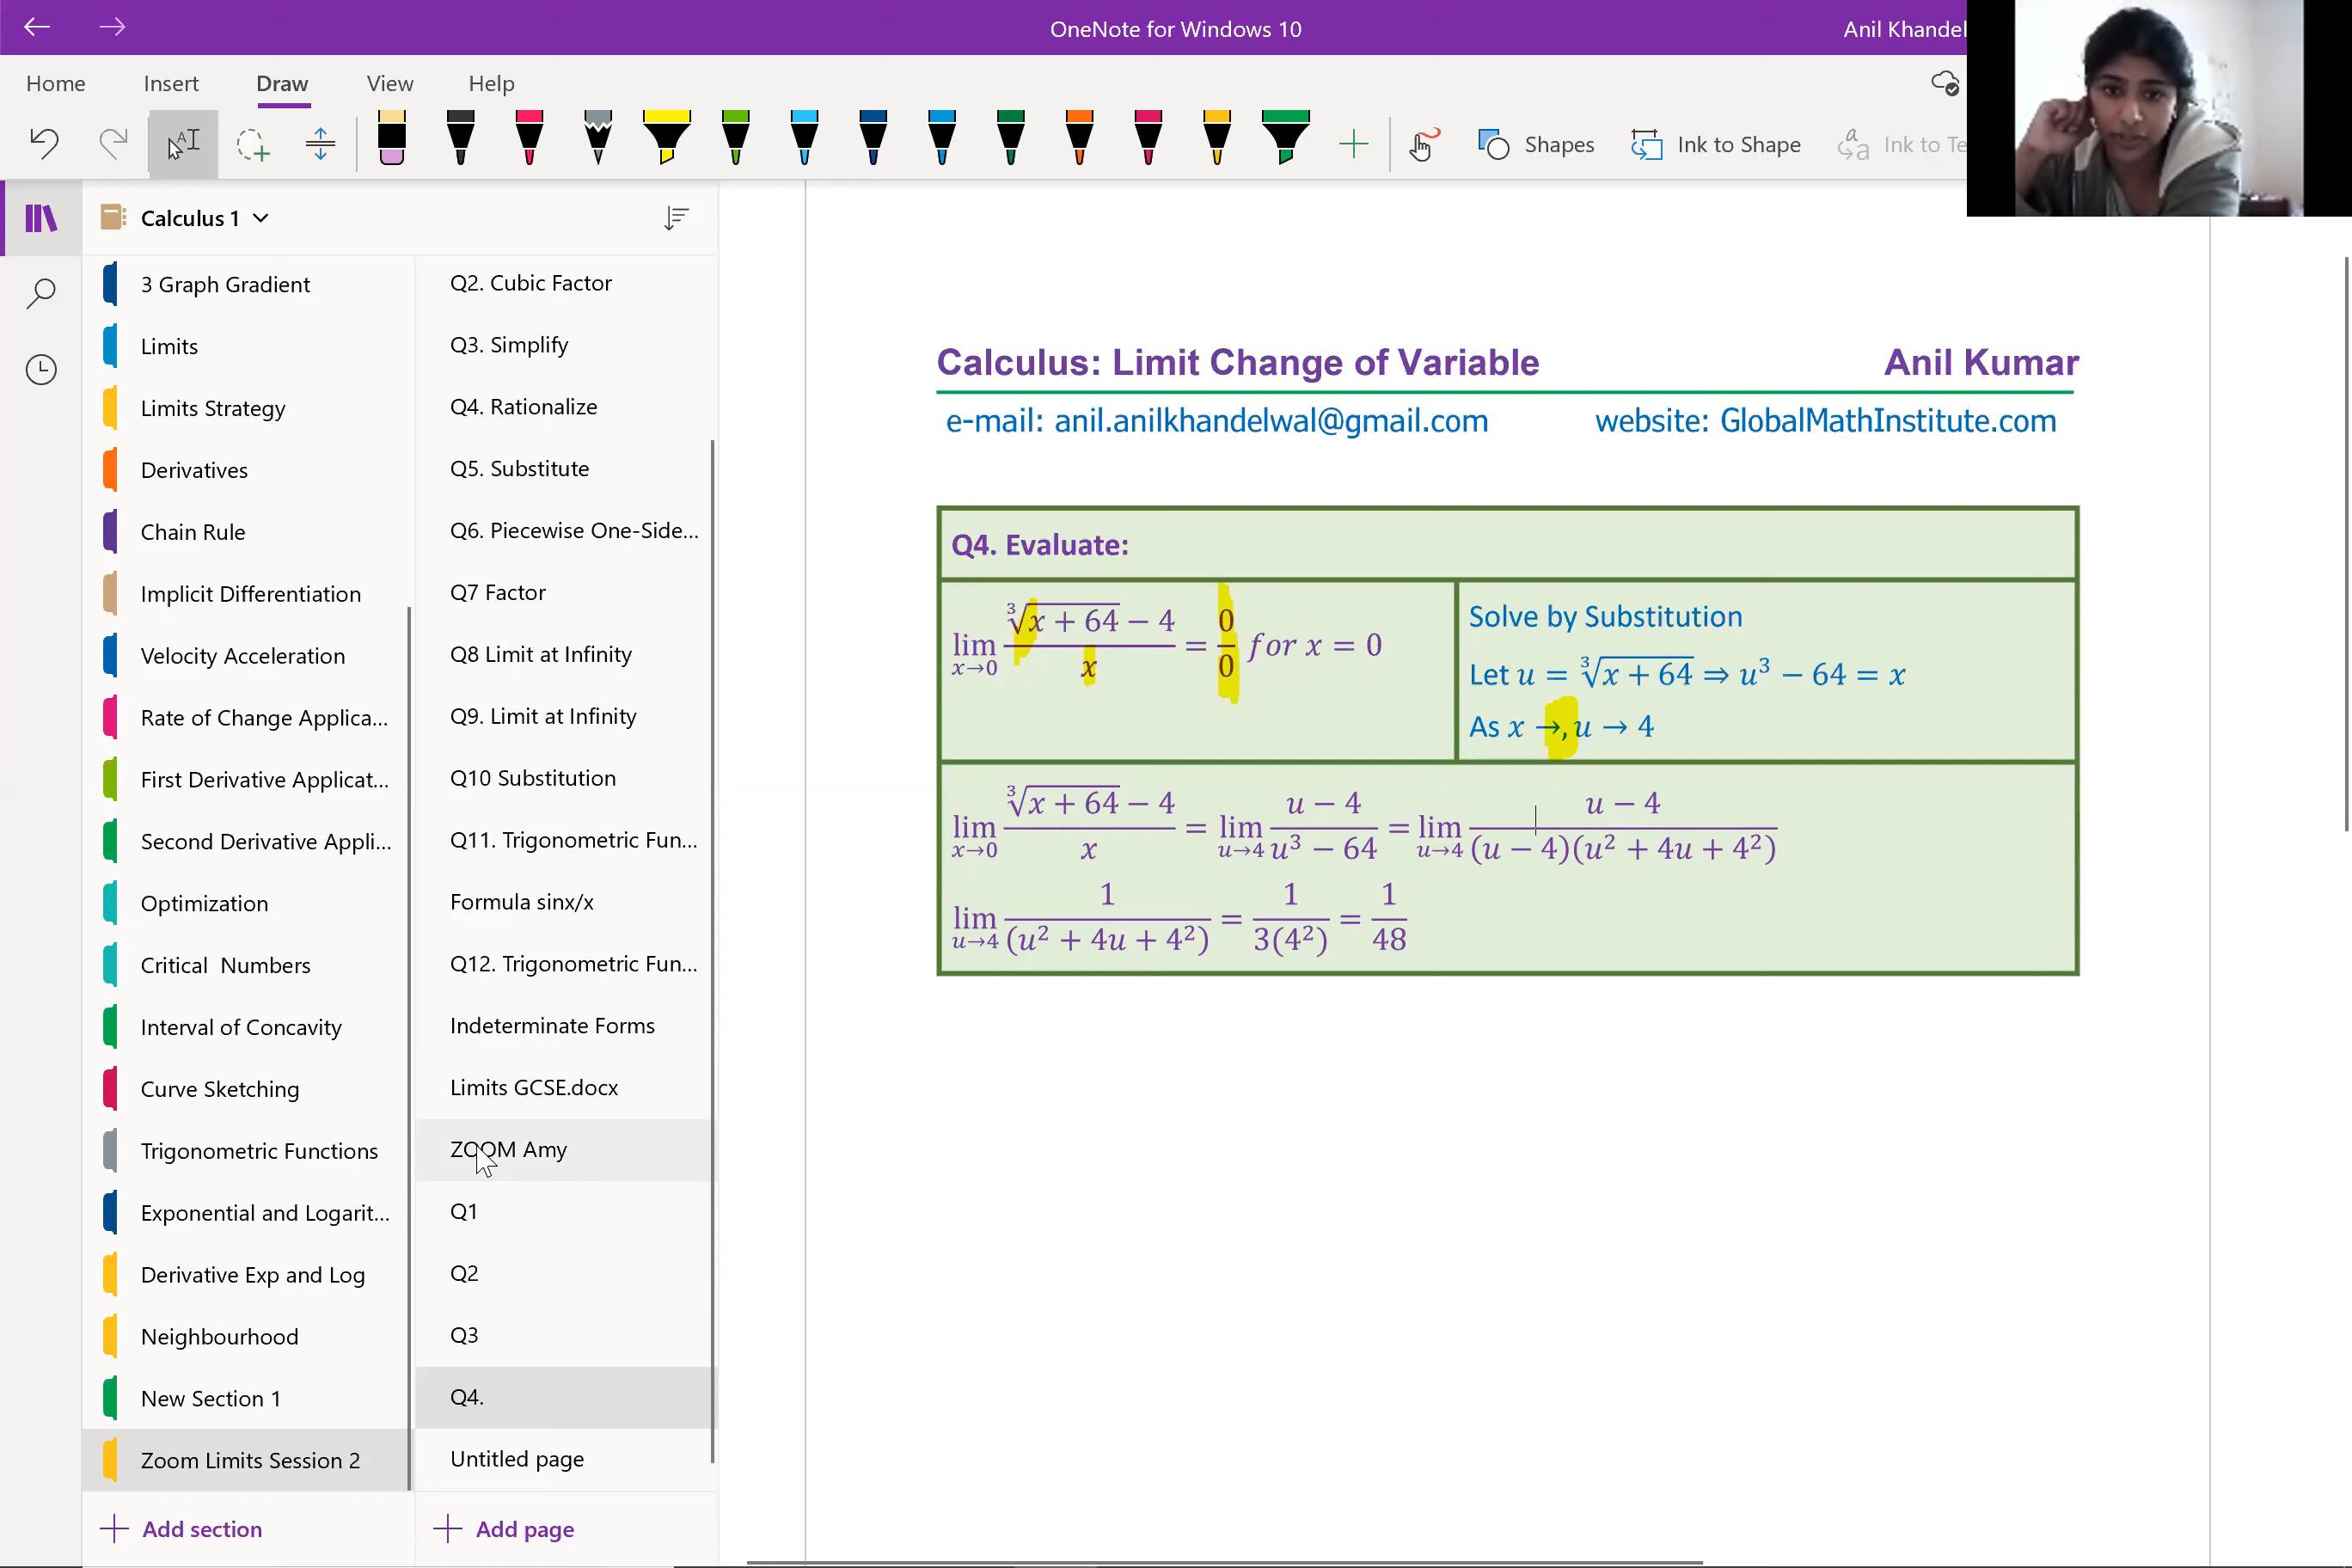 OneNote for Windows 10
Anil Khandel
Home Insert Draw View Help
Shapes Ink to Shape Ink to Te
Calculus 1
3 Graph Gradient
Limits
Limits Strategy
Derivatives
Chain Rule
Implicit Differentiation
Velocity Acceleration
Rate of Change Applica...
First Derivative Applicat...
Second Derivative Appli...
Optimization
Critical Numbers
Interval of Concavity
Curve Sketching
Trigonometric Functions
Exponential and Logarit...
Derivative Exp and Log
Neighbourhood
New Section 1
Zoom Limits Session 2
Add section
Q2. Cubic Factor
Q3. Simplify
Q4. Rationalize
Q5. Substitute
Q6. Piecewise One-Side...
Q7 Factor
Q8 Limit at Infinity
Q9. Limit at Infinity
Q10 Substitution
Q11. Trigonometric Fun...
Formula sinx/x
Q12. Trigonometric Fun...
Indeterminate Forms
Limits GCSE.docx
ZOOM Amy
Q1
Q2
Q3
Q4.
Untitled page
Add page
Calculus: Limit Change of Variable Anil Kumar
e-mail: anil.anilkhandelwal@gmail.com website: GlobalMathInstitute.com
Q4. Evaluate:
lim x→0 (∛(x + 64) − 4)/x = 0/0 for x = 0
Solve by Substitution
Let u = ∛(x + 64) ⇒ u³ − 64 = x
As x →, u → 4
lim x→0 (∛(x + 64) − 4)/x = lim u→4 (u − 4)/(u³ − 64) = lim u→4 (u − 4)/((u − 4)(u² + 4u + 4²))
lim u→4 1/(u² + 4u + 4²) = 1/(3(4²)) = 1/48